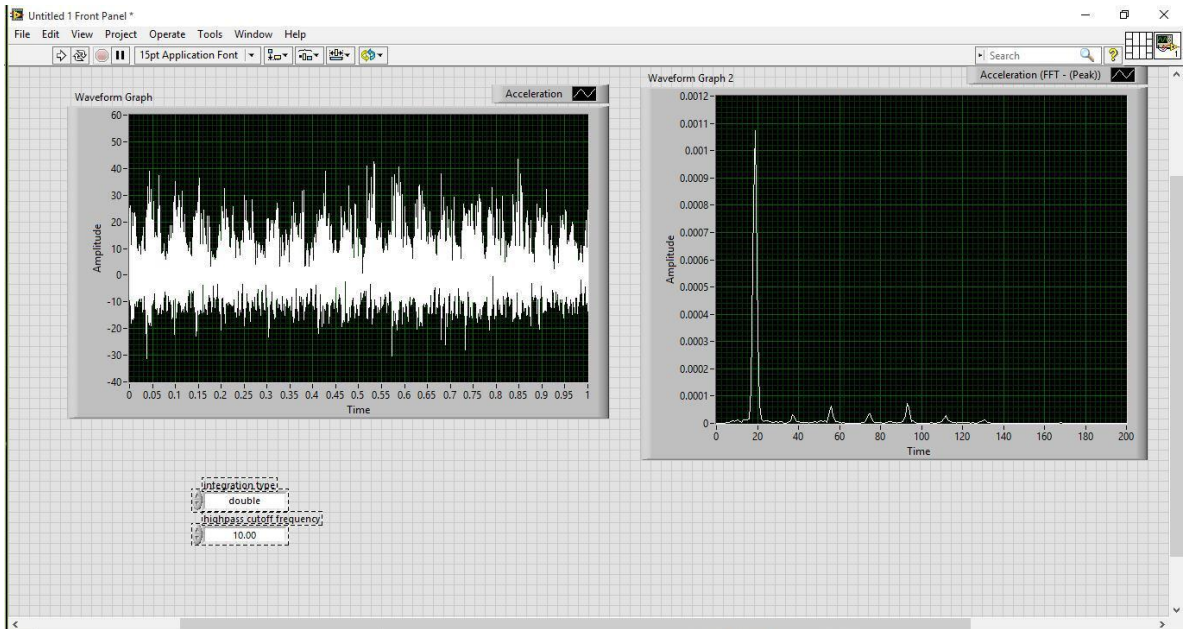 Untitled 1 Front Panel *
File Edit View Project Operate Tools Window Help
15pt Application Font
Search
1
Waveform Graph
Acceleration
60
50
40
30
20
10
0
-10
-20
-30
-40
Amplitude
0 0.05 0.1 0.15 0.2 0.25 0.3 0.35 0.4 0.45 0.5 0.55 0.6 0.65 0.7 0.75 0.8 0.85 0.9 0.95 1
Time
Waveform Graph 2
Acceleration (FFT - (Peak))
0.0012
0.0011
0.001
0.0009
0.0008
0.0007
0.0006
0.0005
0.0004
0.0003
0.0002
0.0001
0
Amplitude
0 20 40 60 80 100 120 140 160 180 200
Time
integration type
double
highpass cutoff frequency
10.00